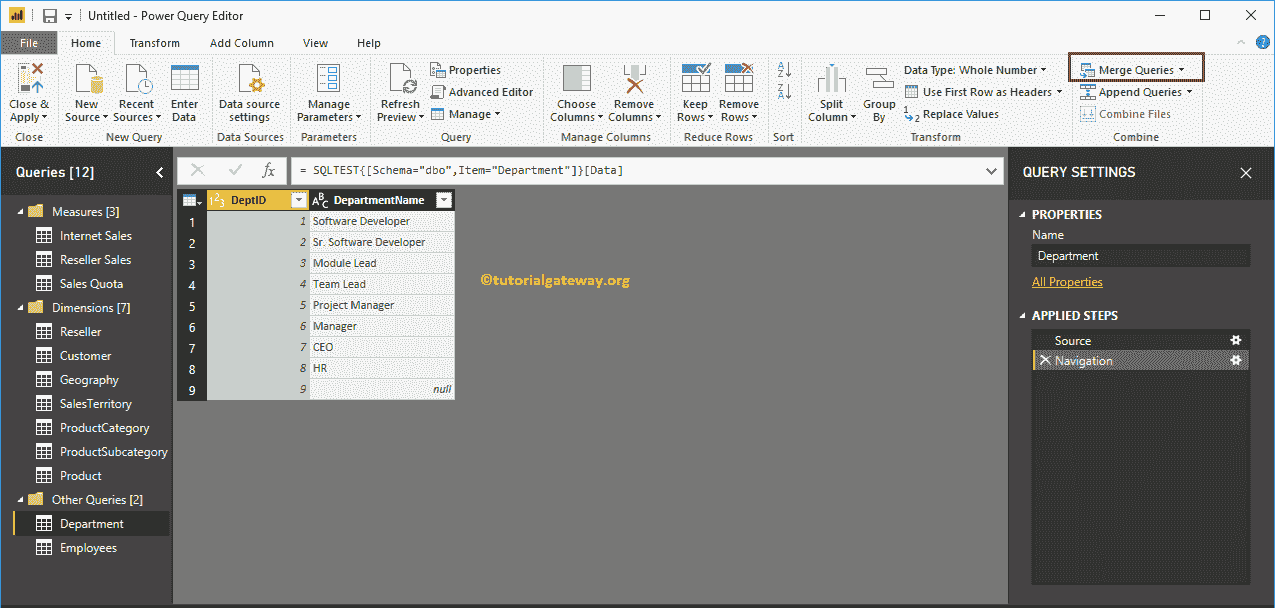 Untitled - Power Query Editor
File Home Transform Add Column View Help
Close & Apply
New Source
Recent Sources
Enter Data
Data source settings
Manage Parameters
Refresh Preview
Properties
Advanced Editor
Manage
Choose Columns
Remove Columns
Keep Rows
Remove Rows
Split Column
Group By
Data Type: Whole Number
Use First Row as Headers
Replace Values
Merge Queries
Append Queries
Combine Files
Close New Query Data Sources Parameters Query Manage Columns Reduce Rows Sort Transform Combine
Queries [12]
Measures [3]
Internet Sales
Reseller Sales
Sales Quota
Dimensions [7]
Reseller
Customer
Geography
SalesTerritory
ProductCategory
ProductSubcategory
Product
Other Queries [2]
Department
Employees
fx = SQLTEST{[Schema="dbo",Item="Department"]}[Data]
123 DeptID ABC DepartmentName
1 1 Software Developer
2 2 Sr. Software Developer
3 3 Module Lead
4 4 Team Lead
5 5 Project Manager
6 6 Manager
7 7 CEO
8 8 HR
9 9 null
©tutorialgateway.org
QUERY SETTINGS
PROPERTIES
Name
Department
All Properties
APPLIED STEPS
Source
Navigation